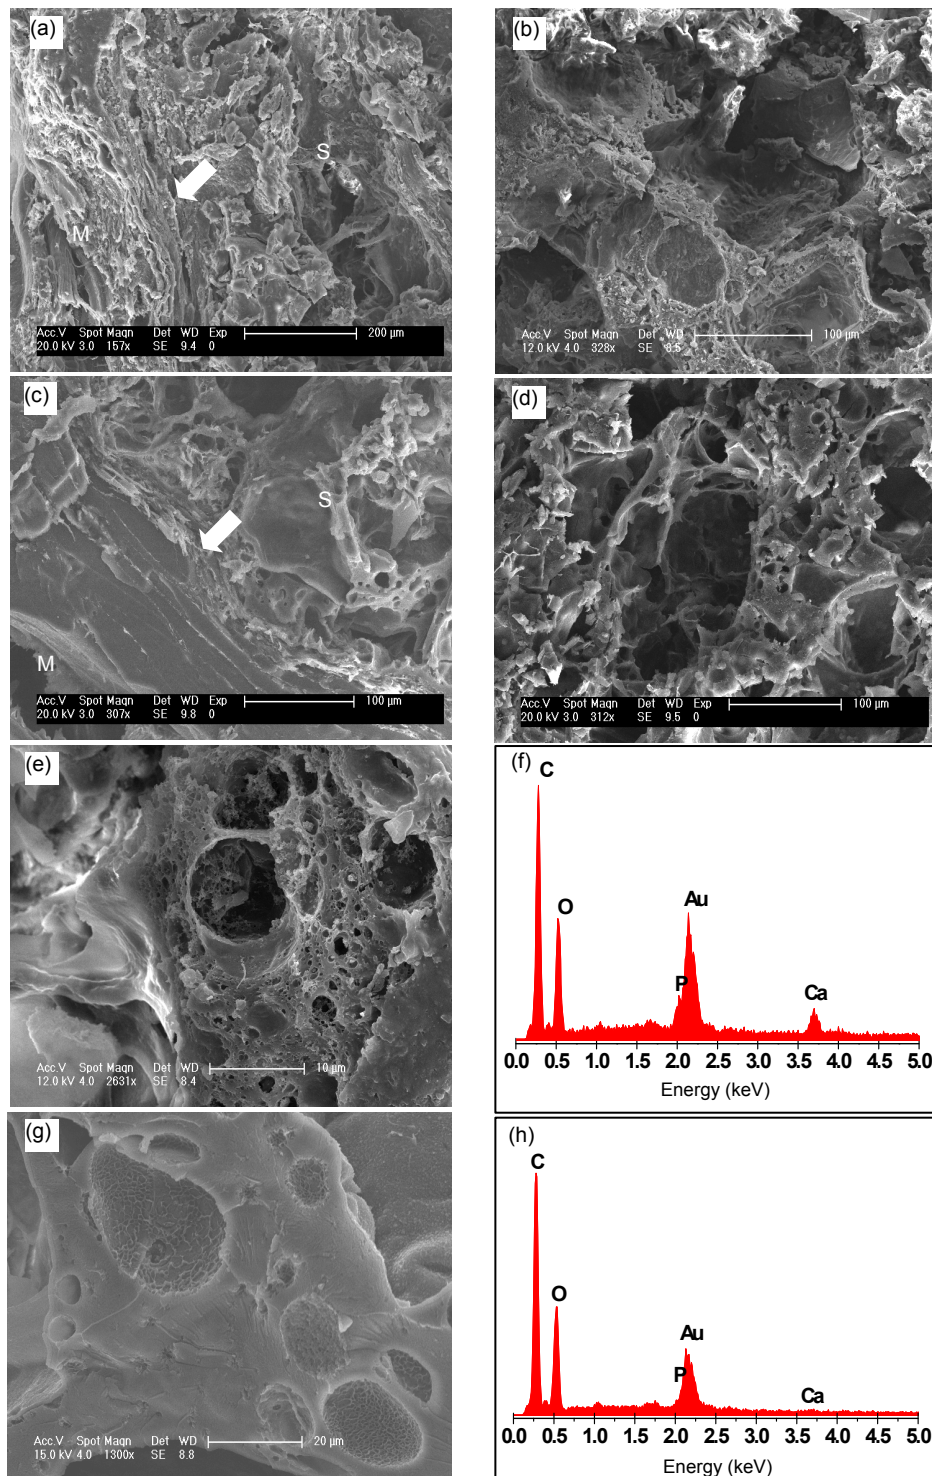 (a)
S
M
Acc.V Spot Magn Det WD Exp
20.0 kV 3.0 157x SE 9.4 0
200 µm
(b)
Acc.V Spot Magn Det WD
12.0 kV 4.0 328x SE 8.5
100 µm
(c)
S
M
Acc.V Spot Magn Det WD Exp
20.0 kV 3.0 307x SE 9.8 0
100 µm
(d)
Acc.V Spot Magn Det WD Exp
20.0 kV 3.0 312x SE 9.5 0
100 µm
(e)
Acc.V Spot Magn Det WD
12.0 kV 4.0 2631x SE 8.4
10 µm
(f)
C
O
Au
P
Ca
0.0 0.5 1.0 1.5 2.0 2.5 3.0 3.5 4.0 4.5 5.0
Energy (keV)
(g)
Acc.V Spot Magn Det WD
15.0 kV 4.0 1300x SE 8.8
20 µm
(h)
C
O
Au
P
Ca
0.0 0.5 1.0 1.5 2.0 2.5 3.0 3.5 4.0 4.5 5.0
Energy (keV)